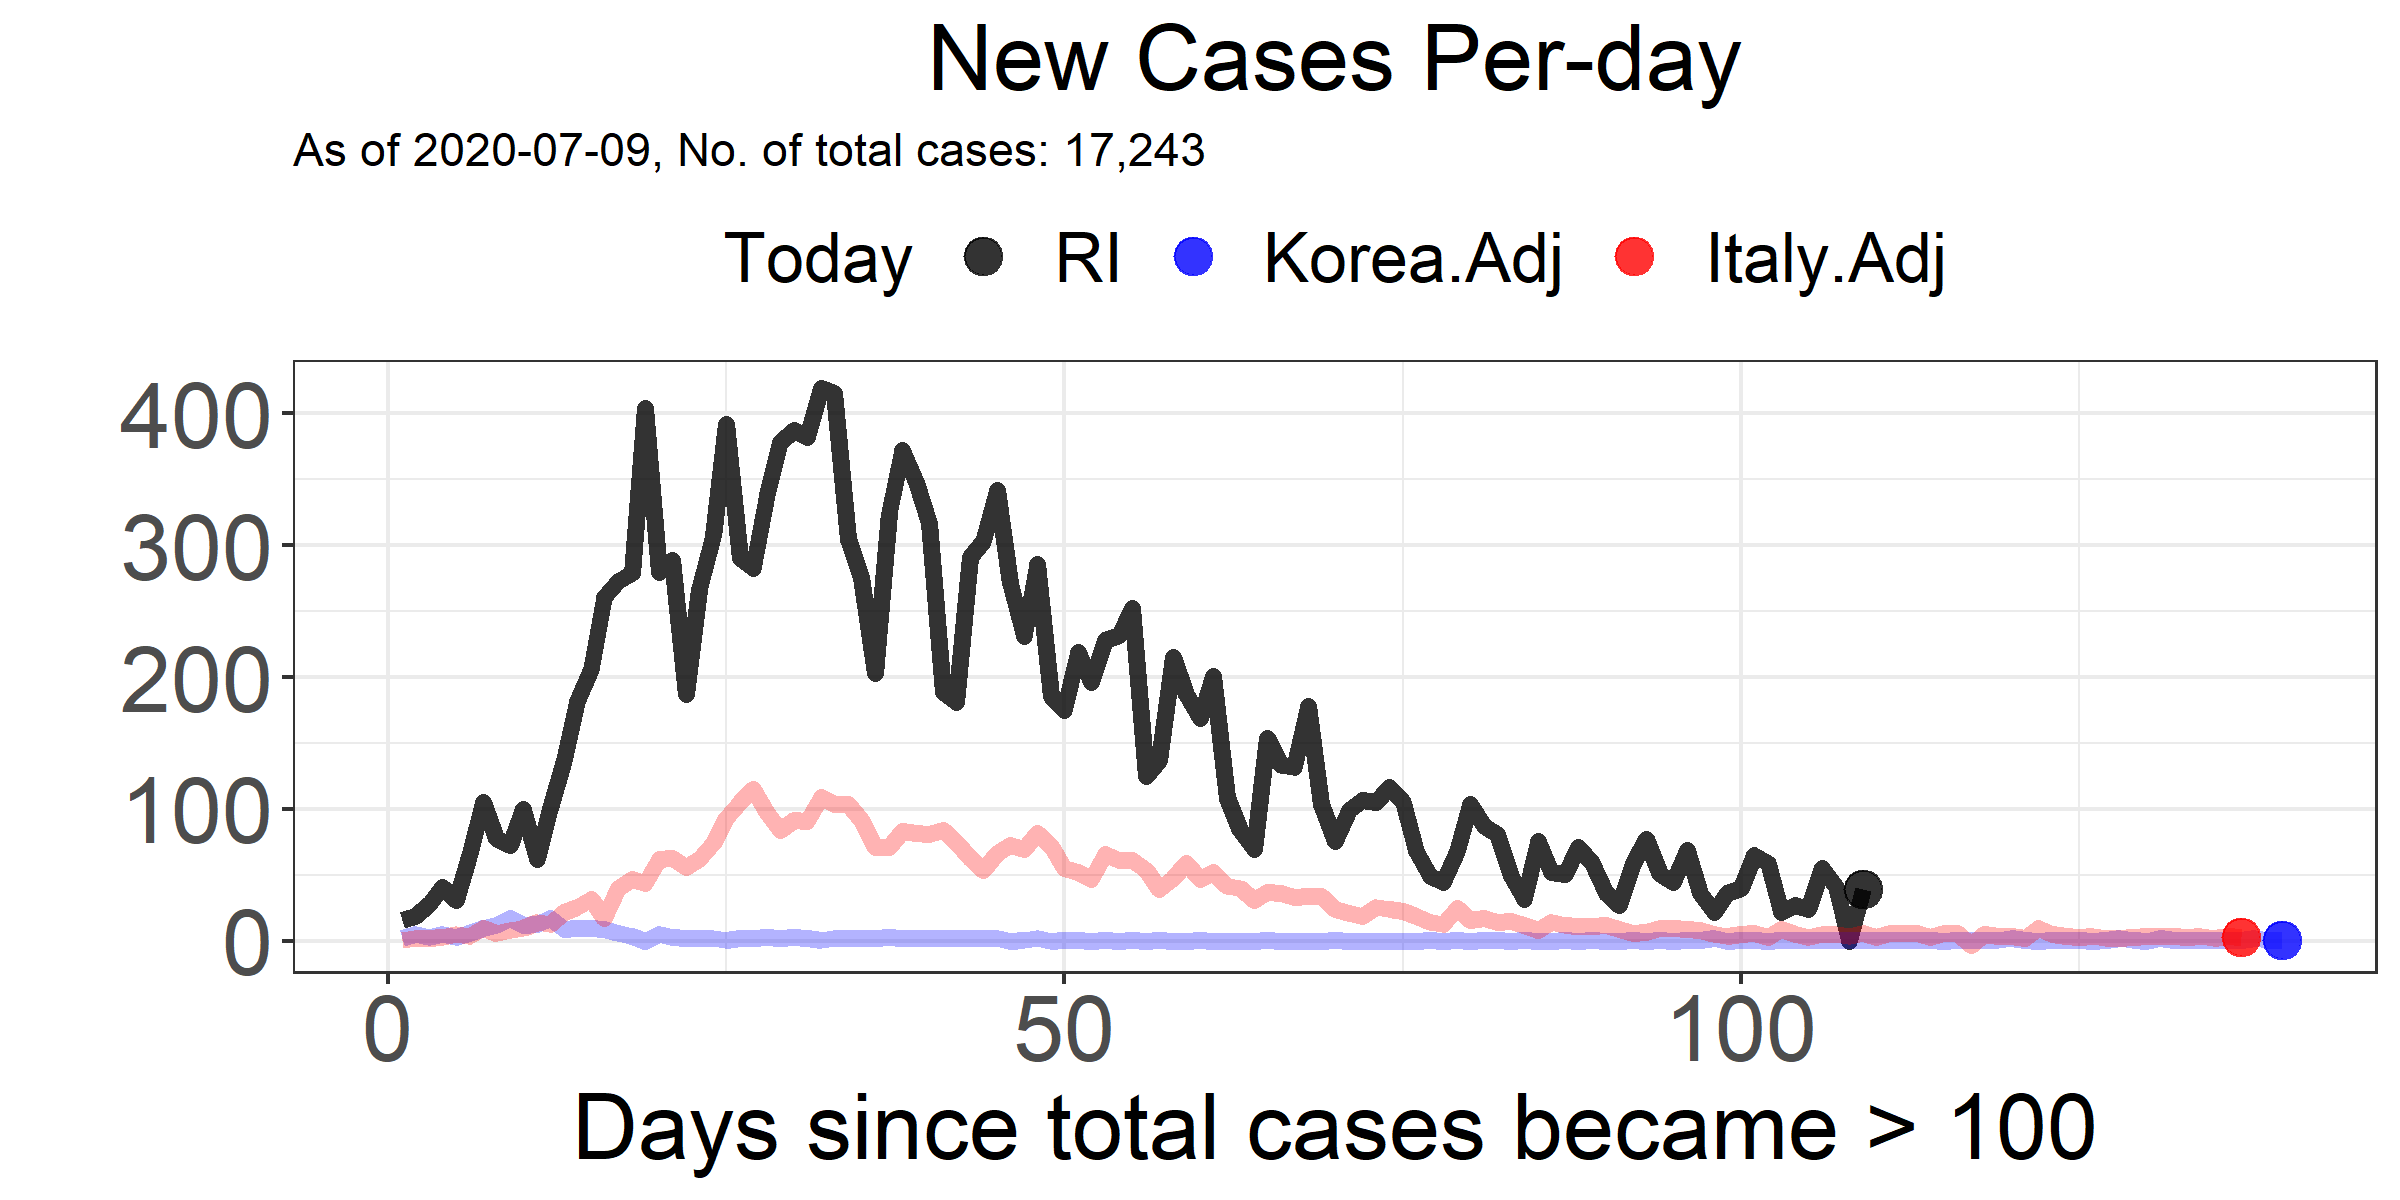 New Cases Per-day
As of 2020-07-09, No. of total cases: 17,243
Today RI Korea.Adj Italy.Adj
400
300
200
100
0
0 50 100
Days since total cases became > 100